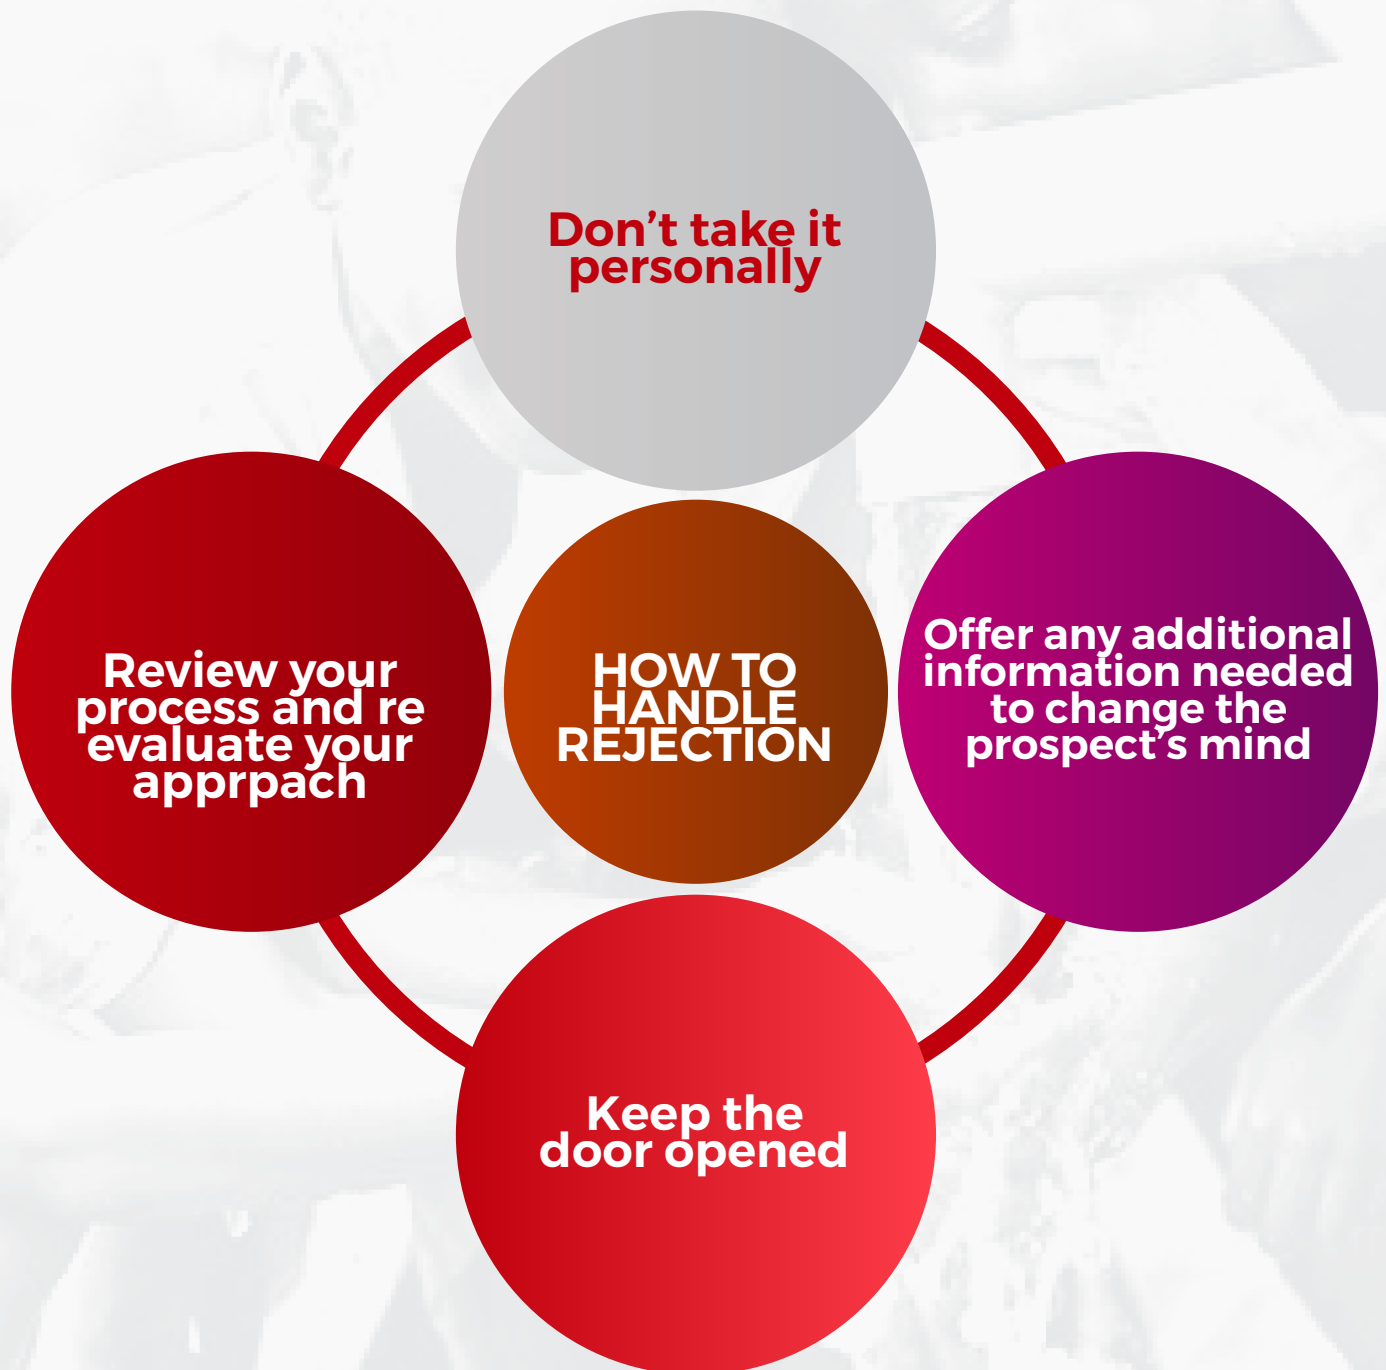 Don’t take it
personally
Review your
process and re
evaluate your
apprpach
HOW TO
HANDLE
REJECTION
Offer any additional
information needed
to change the
prospect’s mind
Keep the
door opened